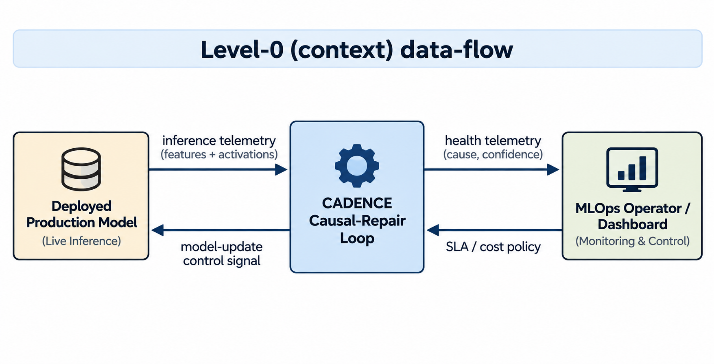 Level-0 (context) data-flow
inference telemetry
(features + activations)
health telemetry
(cause, confidence)
Deployed
Production Model
(Live Inference)
CADENCE
Causal-Repair
Loop
MLOps Operator /
Dashboard
(Monitoring & Control)
model-update
control signal
SLA / cost policy